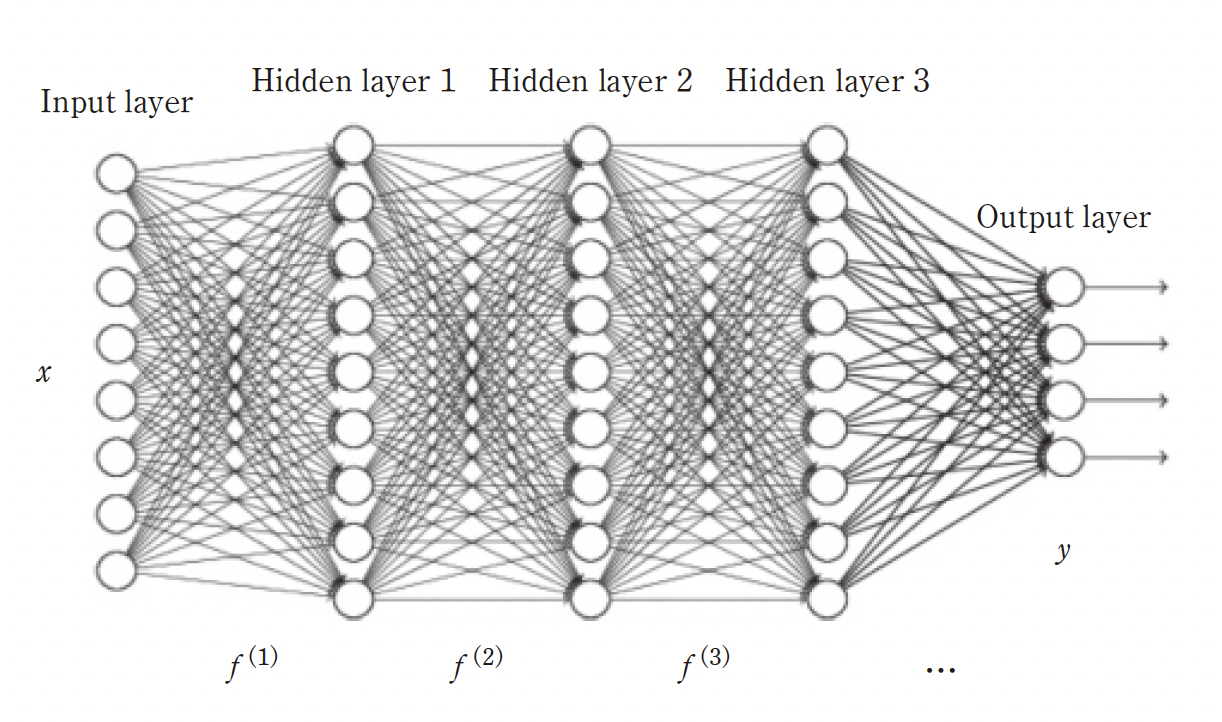 Input layer
Hidden layer 1
Hidden layer 2
Hidden layer 3
Output layer
x
y
f (1)
f (2)
f (3)
...